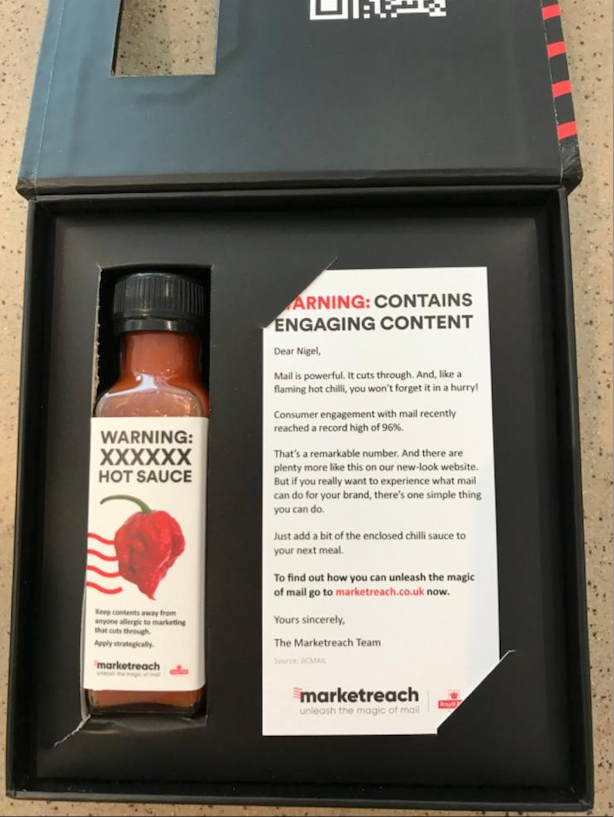 WARNING:
XXXXXX
HOT SAUCE
Keep contents away from
anyone allergic to marketing
that cuts through.
Apply strategically.
marketreach
unleash the magic of mail
ARNING: CONTAINS
ENGAGING CONTENT
Dear Nigel,
Mail is powerful. It cuts through. And, like a
flaming hot chilli, you won't forget it in a hurry!
Consumer engagement with mail recently
reached a record high of 96%.
That's a remarkable number. And there are
plenty more like this on our new-look website.
But if you really want to experience what mail
can do for your brand, there's one simple thing
you can do.
Just add a bit of the enclosed chilli sauce to
your next meal.
To find out how you can unleash the magic
of mail go to marketreach.co.uk now.
Yours sincerely,
The Marketreach Team
Source: JICMAIL
marketreach
unleash the magic of mail
Royal